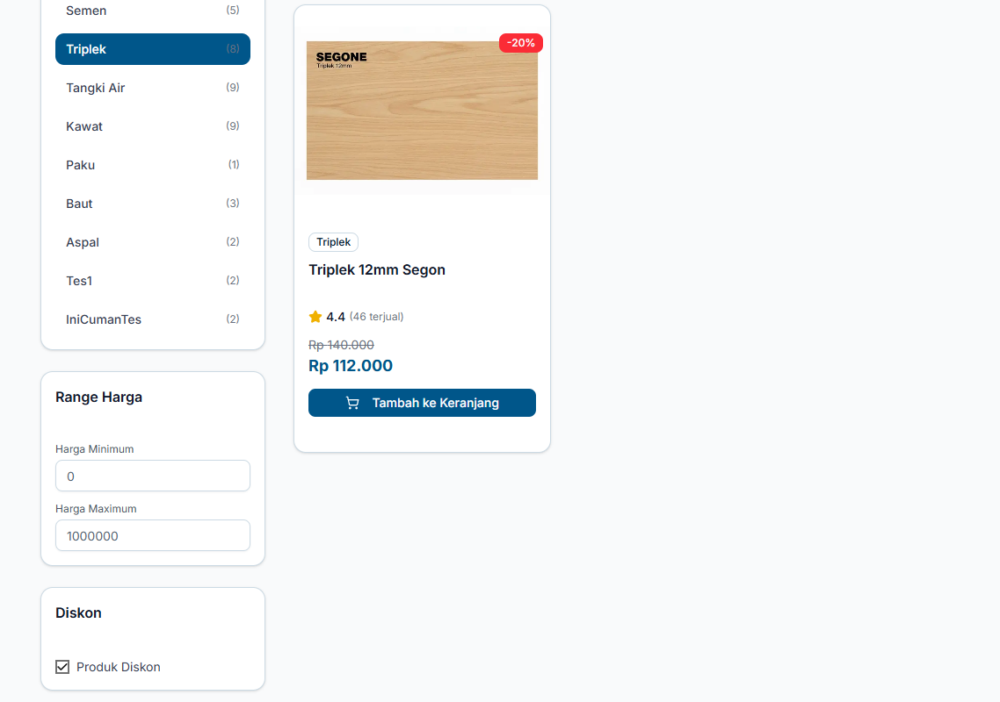 Semen (5)
Triplek (8)
Tangki Air (9)
Kawat (9)
Paku (1)
Baut (3)
Aspal (2)
Tes1 (2)
IniCumanTes (2)
Range Harga
Harga Minimum
0
Harga Maximum
1000000
Diskon
Produk Diskon
-20%
SEGONE
Triplek 12mm
Triplek
Triplek 12mm Segon
4.4 (46 terjual)
Rp 140.000
Rp 112.000
Tambah ke Keranjang